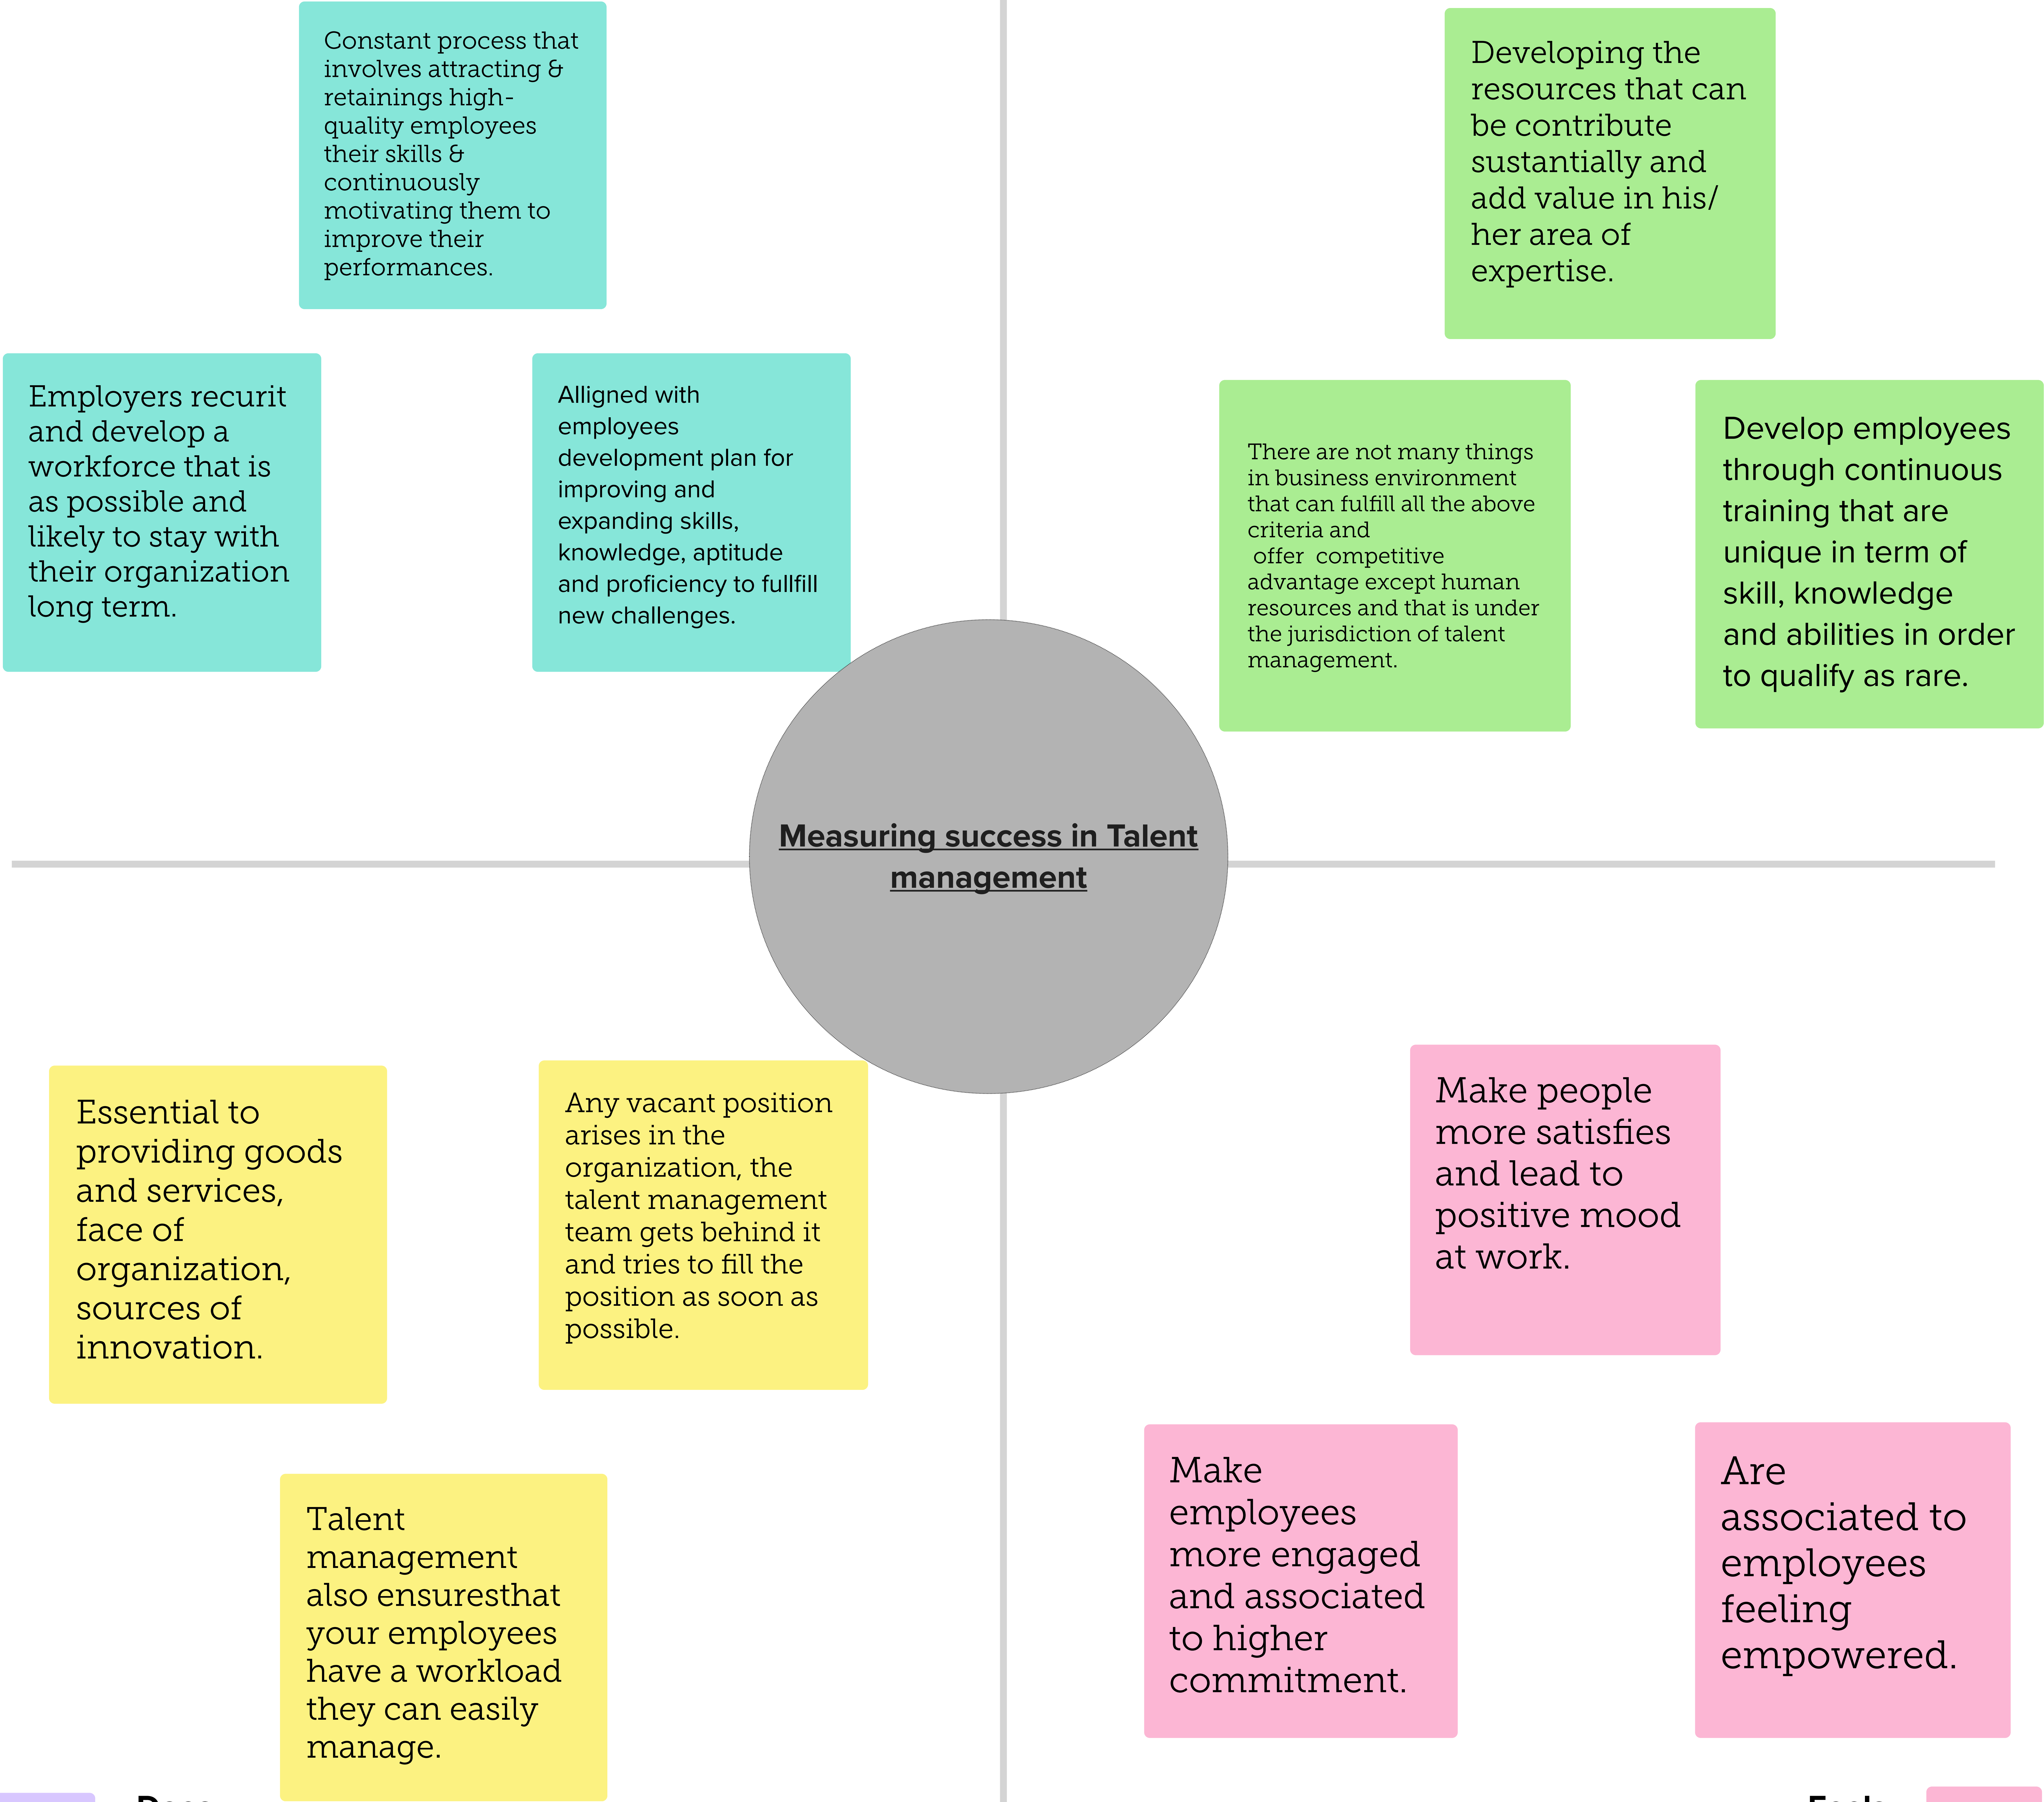 Constant process that
involves attracting &
retainings high-
quality employees
their skills &
continuously
motivating them to
improve their
performances.
Employers recurit
and develop a
workforce that is
as possible and
likely to stay with
their organization
long term.
Alligned with
employees
development plan for
improving and
expanding skills,
knowledge, aptitude
and proficiency to fullfill
new challenges.
Developing the
resources that can
be contribute
sustantially and
add value in his/
her area of
expertise.
There are not many things
in business environment
that can fulfill all the above
criteria and
offer competitive
advantage except human
resources and that is under
the jurisdiction of talent
management.
Develop employees
through continuous
training that are
unique in term of
skill, knowledge
and abilities in order
to qualify as rare.
Measuring success in Talent
management
Essential to
providing goods
and services,
face of
organization,
sources of
innovation.
Any vacant position
arises in the
organization, the
talent management
team gets behind it
and tries to fill the
position as soon as
possible.
Talent
management
also ensuresthat
your employees
have a workload
they can easily
manage.
Make people
more satisfies
and lead to
positive mood
at work.
Make
employees
more engaged
and associated
to higher
commitment.
Are
associated to
employees
feeling
empowered.